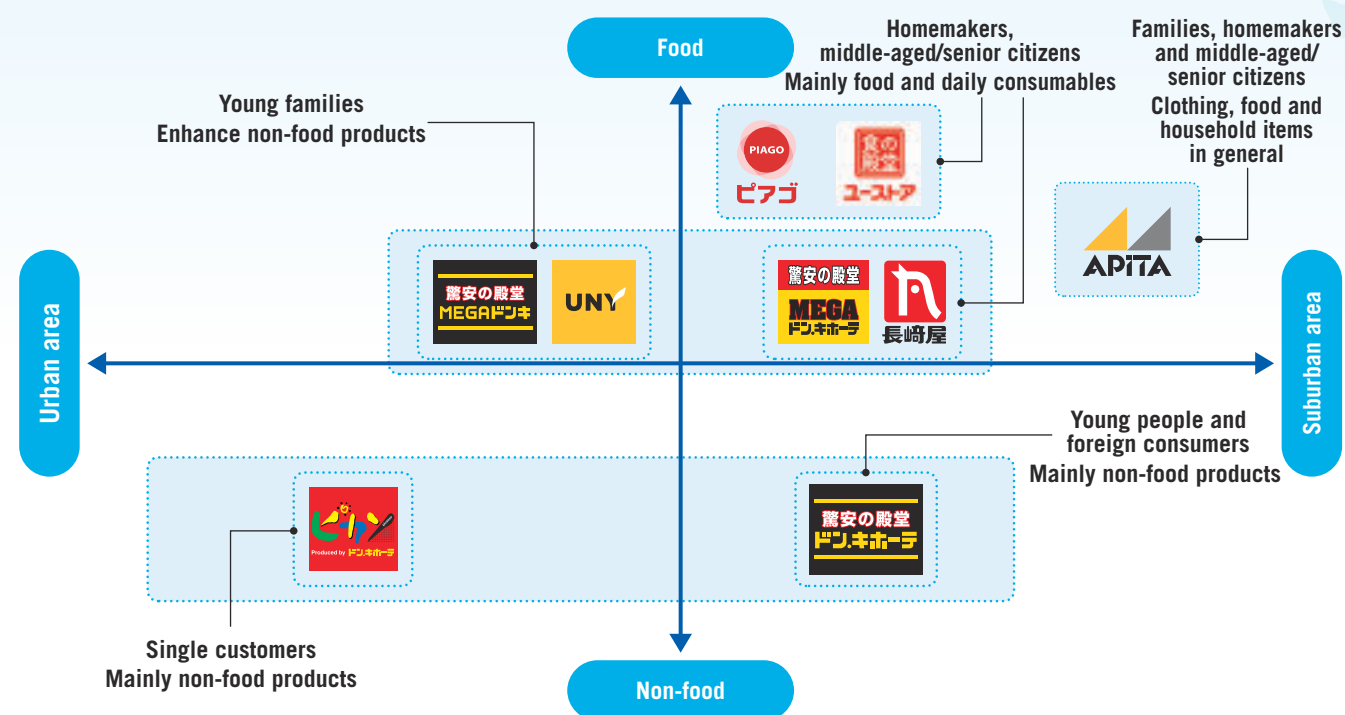 Food
Homemakers,
middle-aged/senior citizens
Mainly food and daily consumables
Families, homemakers
and middle-aged/
senior citizens
Clothing, food and
household items
in general
Young families
Enhance non-food products
PIAGO
ピアゴ
食の
殿堂
ユーストア
APITA
驚安の殿堂
MEGAドンキ
UNY
驚安の殿堂
MEGA
ドン.キホーテ
長崎屋
Urban area
Suburban area
Young people and
foreign consumers
Mainly non-food products
ピカソ
Produced by ドン.キホーテ
驚安の殿堂
ドン.キホーテ
Single customers
Mainly non-food products
Non-food